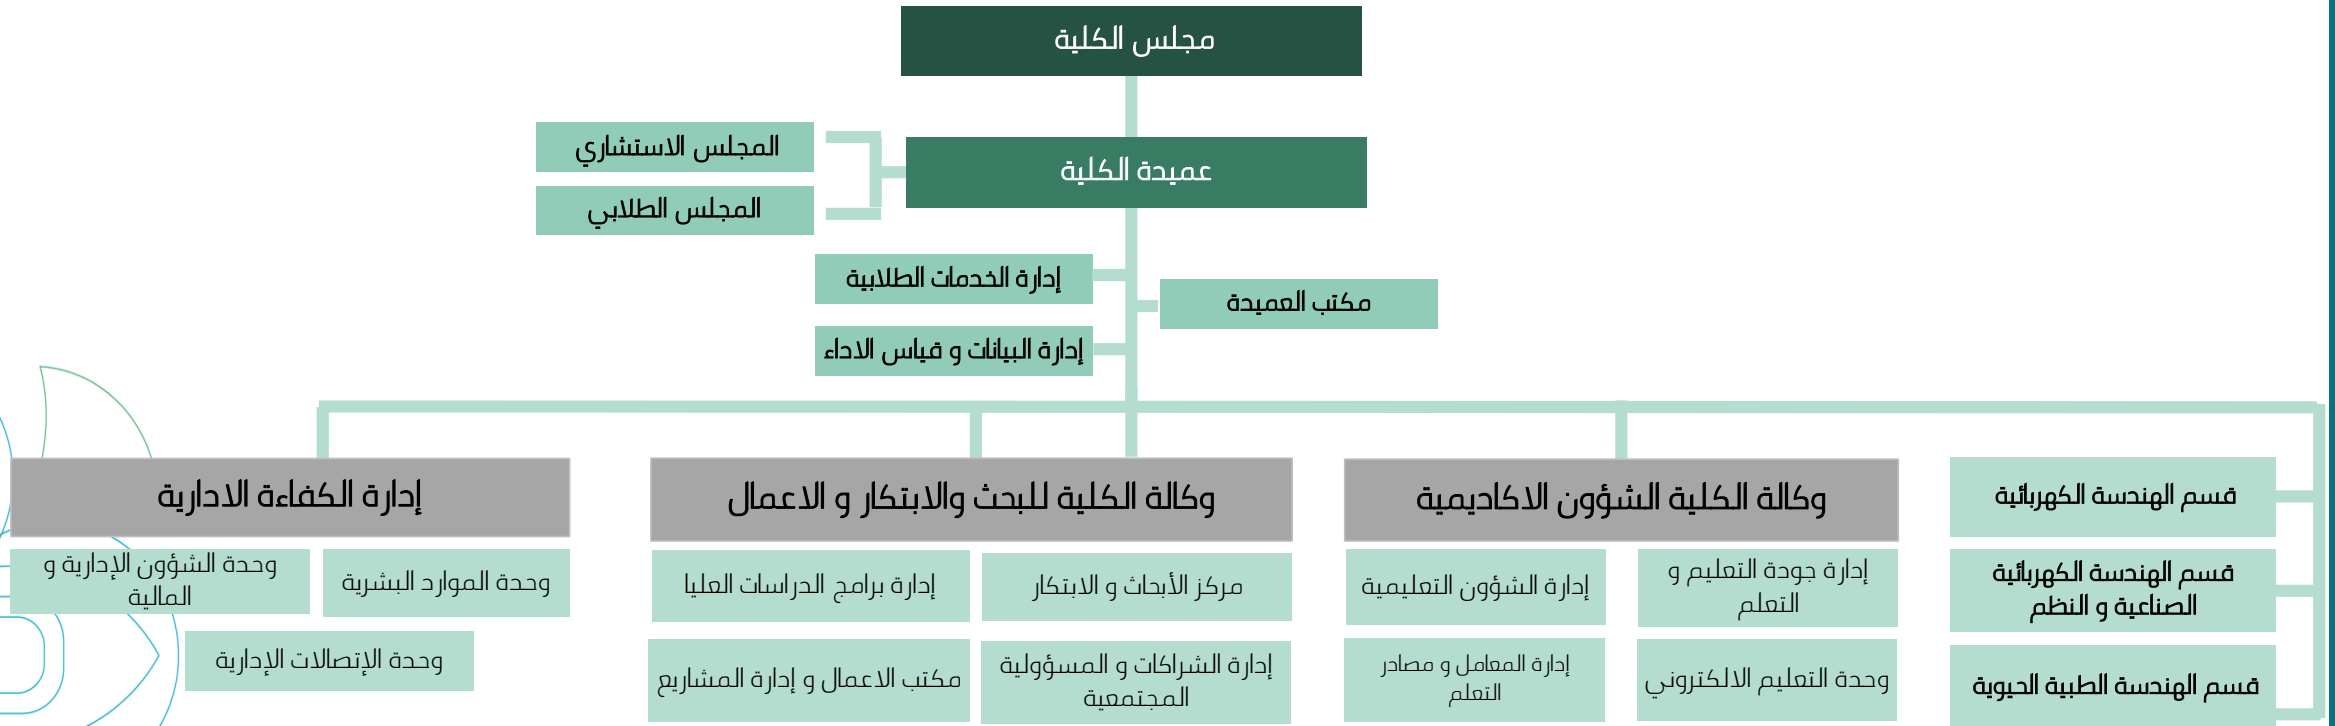 مجلس الكلية
عميدة الكلية
المجلس الاستشاري
المجلس الطلابي
إدارة الخدمات الطلابية
مكتب العميدة
إدارة البيانات و قياس الاداء
قسم الهندسة الكهربائية
قسم الهندسة الكهربائية
الصناعية و النظم
قسم الهندسة الطبية الحيوية
وكالة الكلية الشؤون الاكاديمية
إدارة جودة التعليم و
التعلم
إدارة الشؤون التعليمية
وحدة التعليم الالكتروني
إدارة المعامل و مصادر
التعلم
وكالة الكلية للبحث والابتكار و الاعمال
مركز الأبحاث و الابتكار
إدارة برامج الدراسات العليا
إدارة الشراكات و المسؤولية
المجتمعية
مكتب الاعمال و إدارة المشاريع
إدارة الكفاءة الادارية
وحدة الموارد البشرية
وحدة الشؤون الإدارية و
المالية
وحدة الإتصالات الإدارية